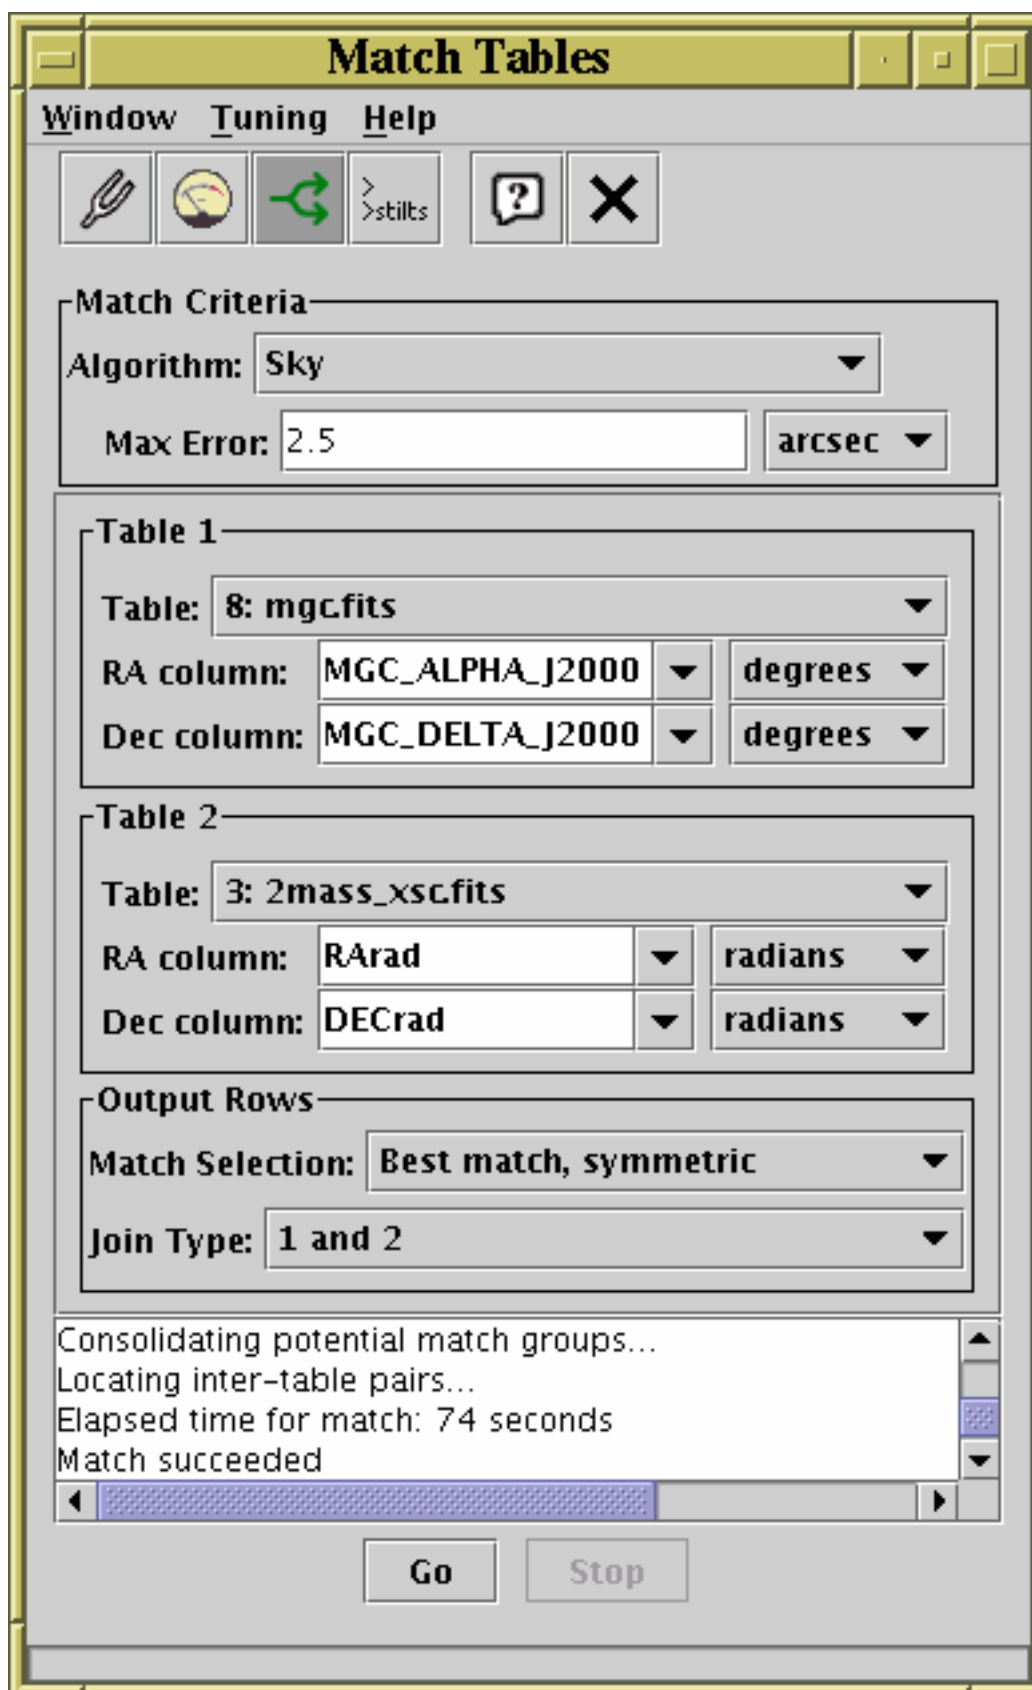 Match Tables
Window Tuning Help
>
>stilts
?
Match Criteria
Algorithm: Sky
Max Error: 2.5 arcsec
Table 1
Table: 8: mgc.fits
RA column: MGC_ALPHA_J2000 degrees
Dec column: MGC_DELTA_J2000 degrees
Table 2
Table: 3: 2mass_xsc.fits
RA column: RArad radians
Dec column: DECrad radians
Output Rows
Match Selection: Best match, symmetric
Join Type: 1 and 2
Consolidating potential match groups...
Locating inter-table pairs...
Elapsed time for match: 74 seconds
Match succeeded
Go Stop